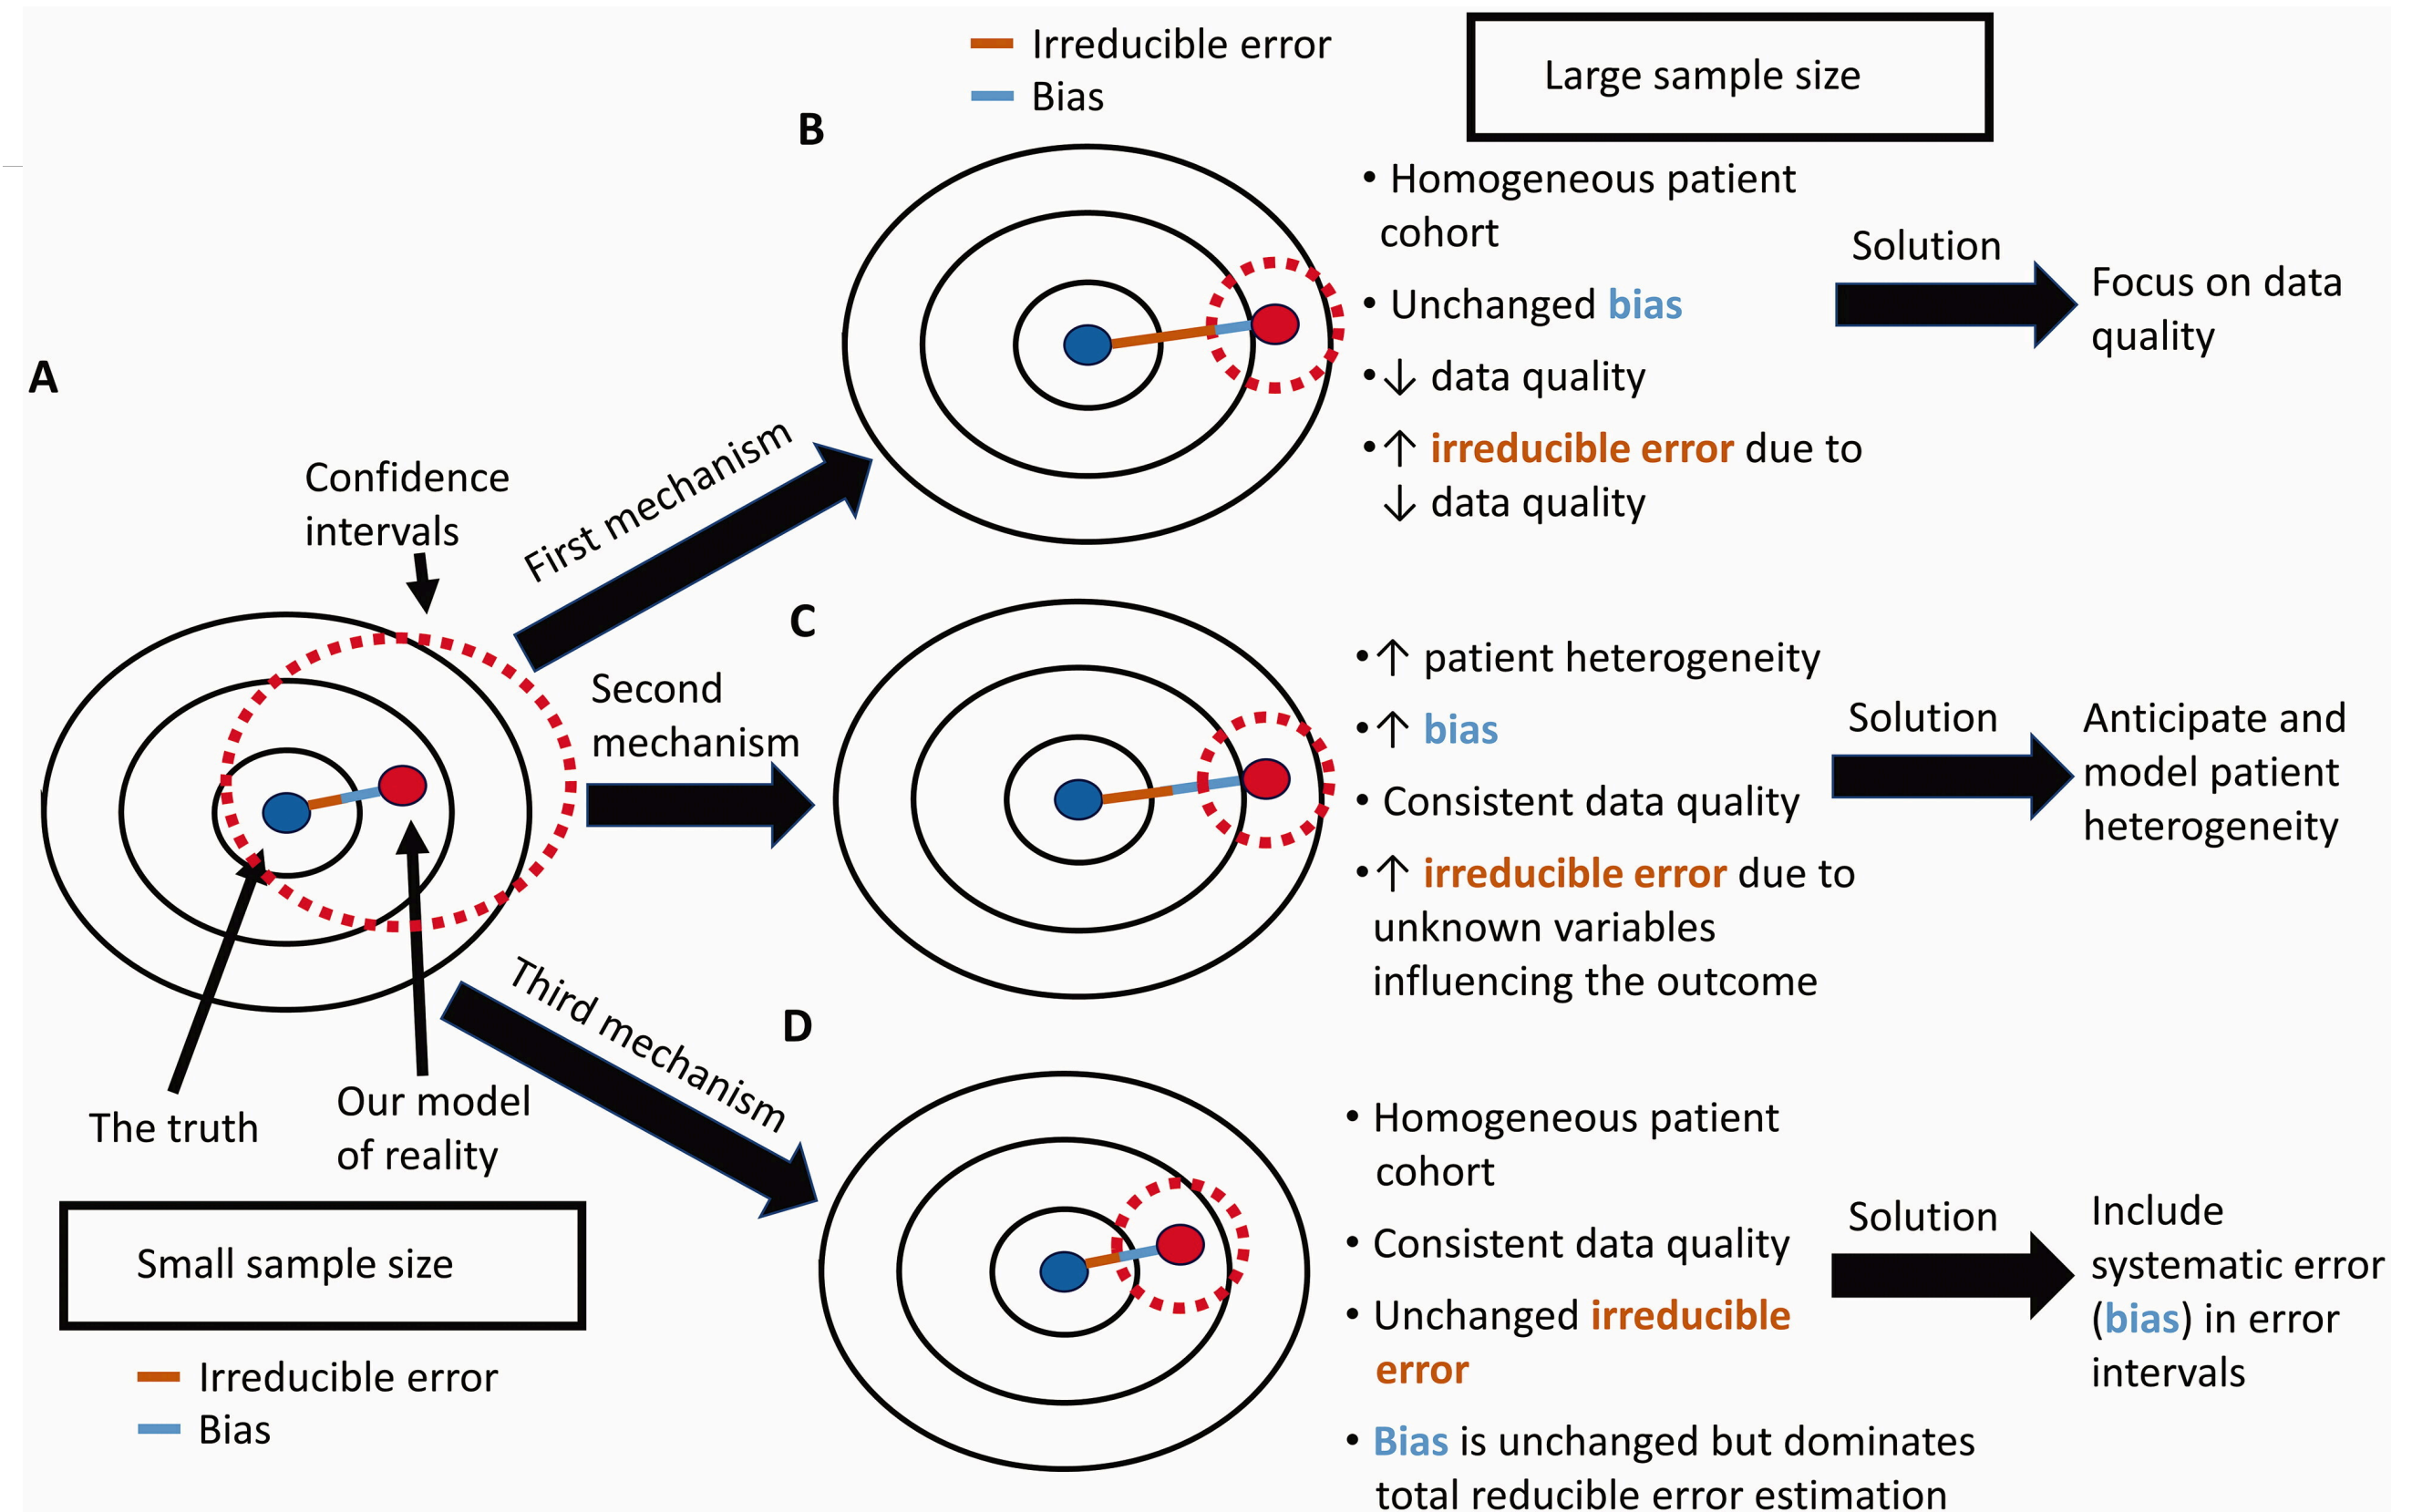 Irreducible error
Bias
Large sample size
B
• Homogeneous patient
cohort
• Unchanged bias
•↓ data quality
•↑ irreducible error due to
↓ data quality
Solution
Focus on data
quality
A
Confidence
intervals
First mechanism
Second
mechanism
Third mechanism
The truth
Our model
of reality
Small sample size
Irreducible error
Bias
C
•↑ patient heterogeneity
•↑ bias
• Consistent data quality
•↑ irreducible error due to
unknown variables
influencing the outcome
Solution
Anticipate and
model patient
heterogeneity
D
• Homogeneous patient
cohort
• Consistent data quality
• Unchanged irreducible
error
• Bias is unchanged but dominates
total reducible error estimation
Solution
Include
systematic error
(bias) in error
intervals